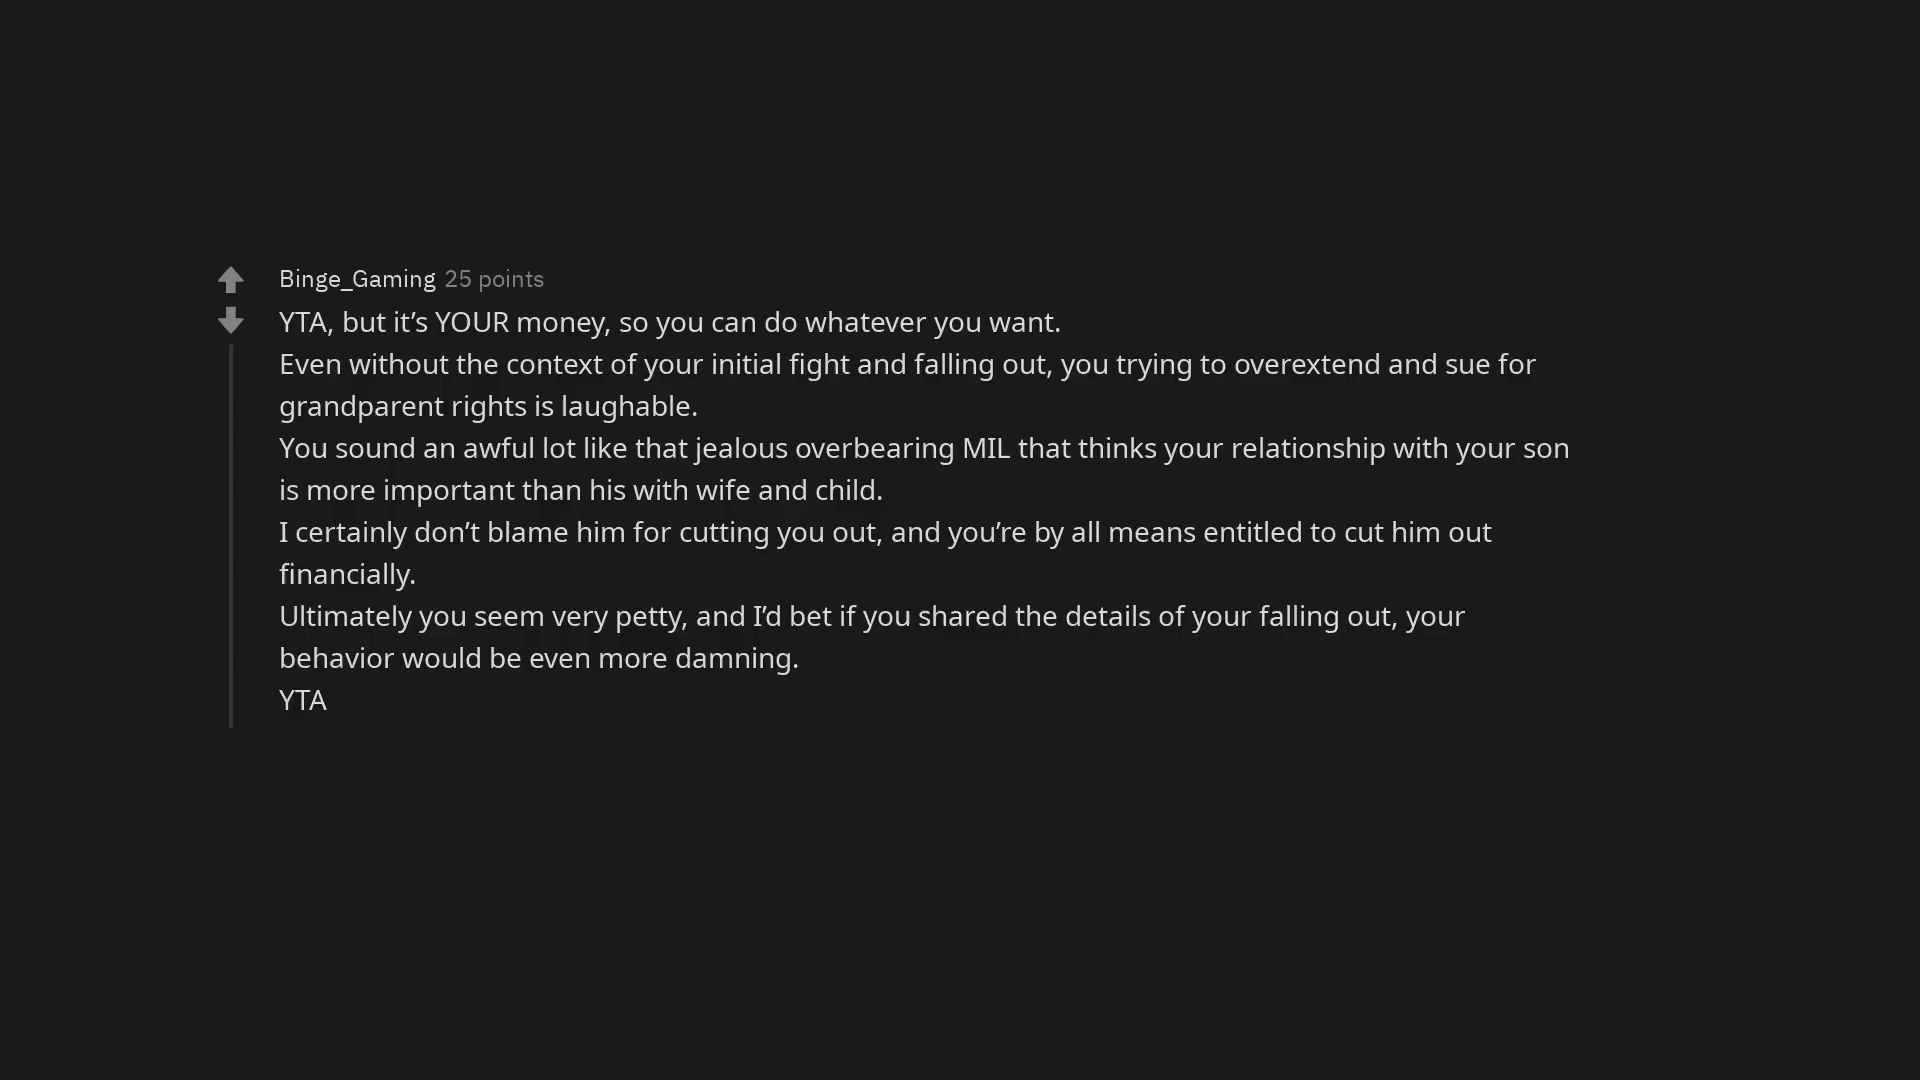 Binge_Gaming 25 points
YTA, but it’s YOUR money, so you can do whatever you want.
Even without the context of your initial fight and falling out, you trying to overextend and sue for
grandparent rights is laughable.
You sound an awful lot like that jealous overbearing MIL that thinks your relationship with your son
is more important than his with wife and child.
I certainly don’t blame him for cutting you out, and you’re by all means entitled to cut him out
financially.
Ultimately you seem very petty, and I’d bet if you shared the details of your falling out, your
behavior would be even more damning.
YTA